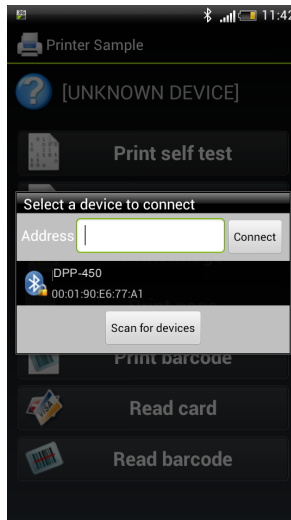 11:42
Printer Sample
[UNKNOWN DEVICE]
Print self test
Select a device to connect
Address
Connect
DPP-450
00:01:90:E6:77:A1
Scan for devices
Print barcode
Read card
Read barcode